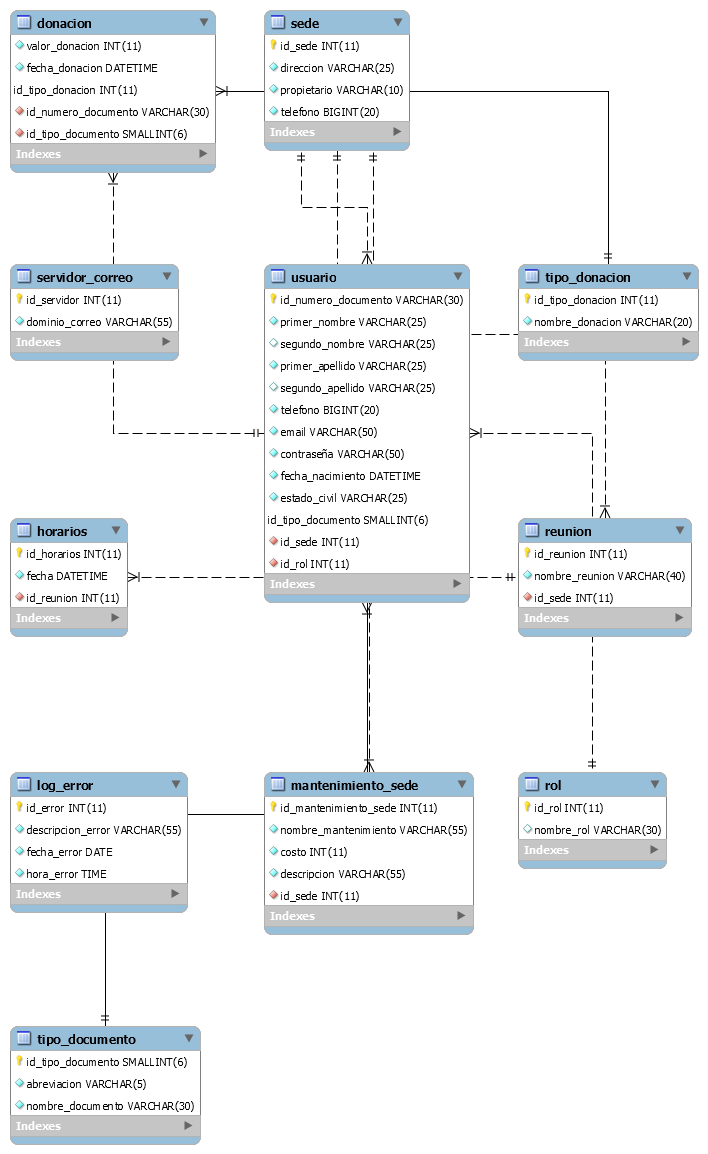 donacion
valor_donacion INT(11)
fecha_donacion DATETIME
id_tipo_donacion INT(11)
id_numero_documento VARCHAR(30)
id_tipo_documento SMALLINT(6)
Indexes
sede
id_sede INT(11)
direccion VARCHAR(25)
propietario VARCHAR(10)
telefono BIGINT(20)
Indexes
servidor_correo
id_servidor INT(11)
dominio_correo VARCHAR(55)
Indexes
usuario
id_numero_documento VARCHAR(30)
primer_nombre VARCHAR(25)
segundo_nombre VARCHAR(25)
primer_apellido VARCHAR(25)
segundo_apellido VARCHAR(25)
telefono BIGINT(20)
email VARCHAR(50)
contraseña VARCHAR(50)
fecha_nacimiento DATETIME
estado_civil VARCHAR(25)
id_tipo_documento SMALLINT(6)
id_sede INT(11)
id_rol INT(11)
Indexes
tipo_donacion
id_tipo_donacion INT(11)
nombre_donacion VARCHAR(20)
Indexes
horarios
id_horarios INT(11)
fecha DATETIME
id_reunion INT(11)
Indexes
reunion
id_reunion INT(11)
nombre_reunion VARCHAR(40)
id_sede INT(11)
Indexes
log_error
id_error INT(11)
descripcion_error VARCHAR(55)
fecha_error DATE
hora_error TIME
Indexes
mantenimiento_sede
id_mantenimiento_sede INT(11)
nombre_mantenimiento VARCHAR(55)
costo INT(11)
descripcion VARCHAR(55)
id_sede INT(11)
Indexes
rol
id_rol INT(11)
nombre_rol VARCHAR(30)
Indexes
tipo_documento
id_tipo_documento SMALLINT(6)
abreviacion VARCHAR(5)
nombre_documento VARCHAR(30)
Indexes